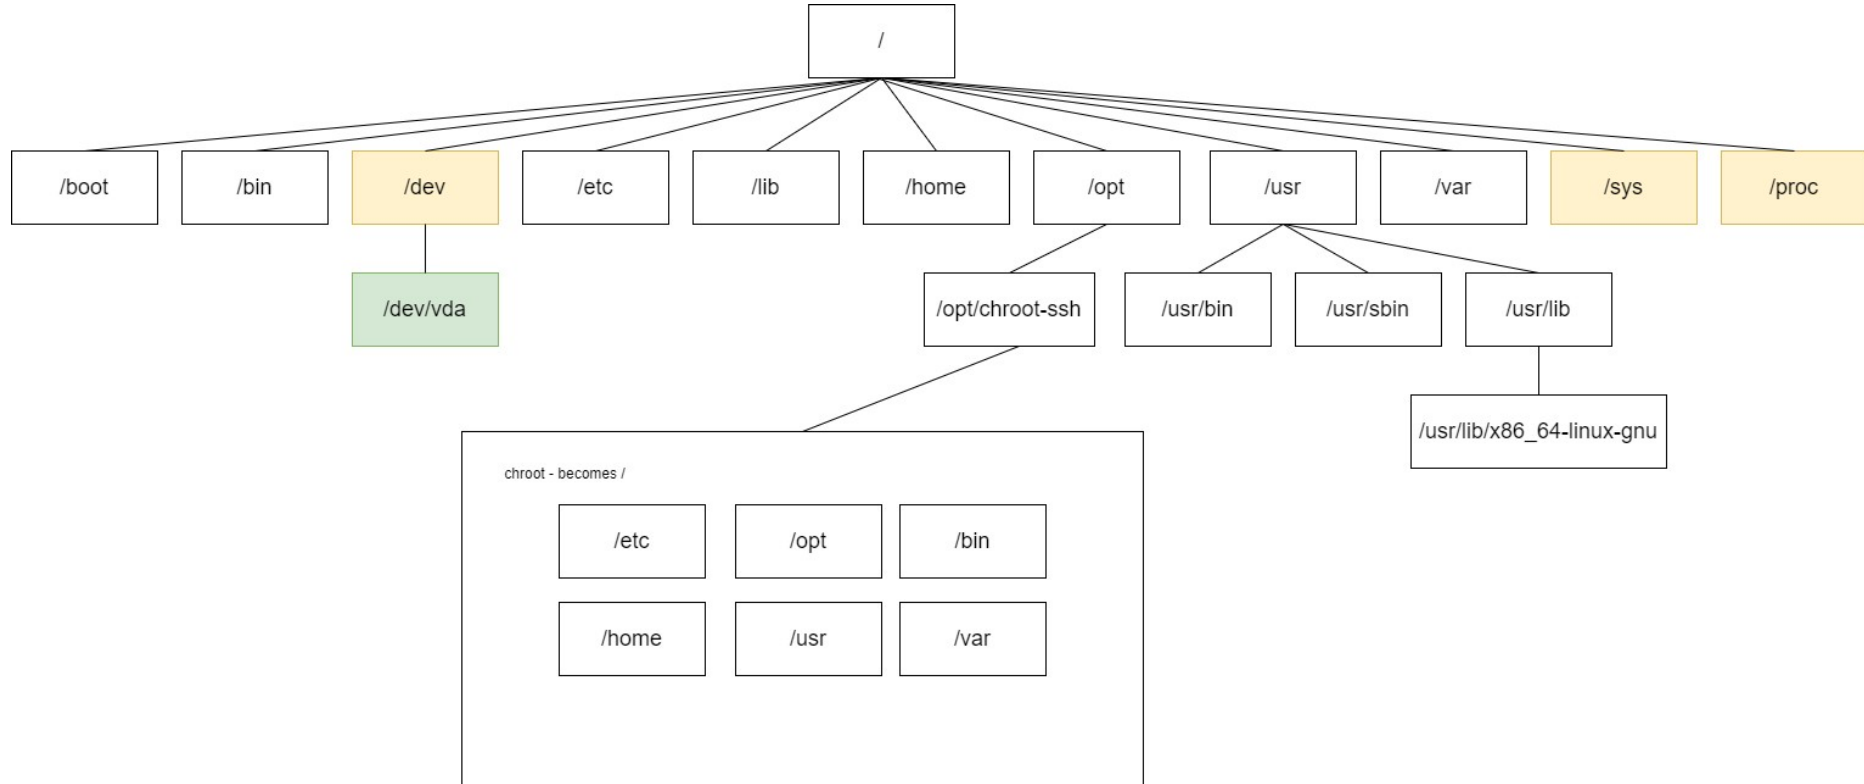 /
/boot
/bin
/dev
/etc
/lib
/home
/opt
/usr
/var
/sys
/proc
/dev/vda
/opt/chroot-ssh
/usr/bin
/usr/sbin
/usr/lib
/usr/lib/x86_64-linux-gnu
chroot - becomes /
/etc
/opt
/bin
/home
/usr
/var